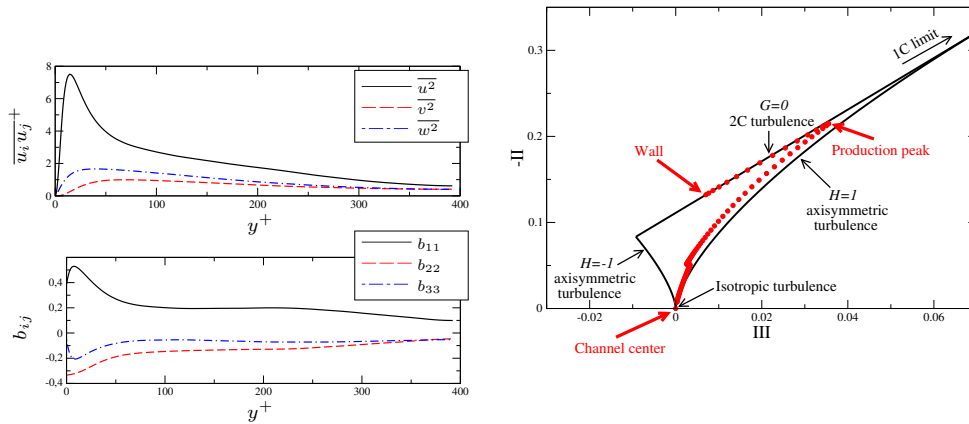 8
6
4
2
0
0 100 200 300 400
y⁺
u_i u_j⁺
u²
v²
w²
0,4
0,2
0
-0,2
0,4
0 100 200 300 400
y⁺
b_ij
b₁₁
b₂₂
b₃₃
0.3
0.2
0.1
0
-II
-0.02 0 0.02 0.04 0.06
III
1C limit
G=0
2C turbulence
Wall
Production peak
H=1
axisymmetric
turbulence
H=-1
axisymmetric
turbulence
Isotropic turbulence
Channel center